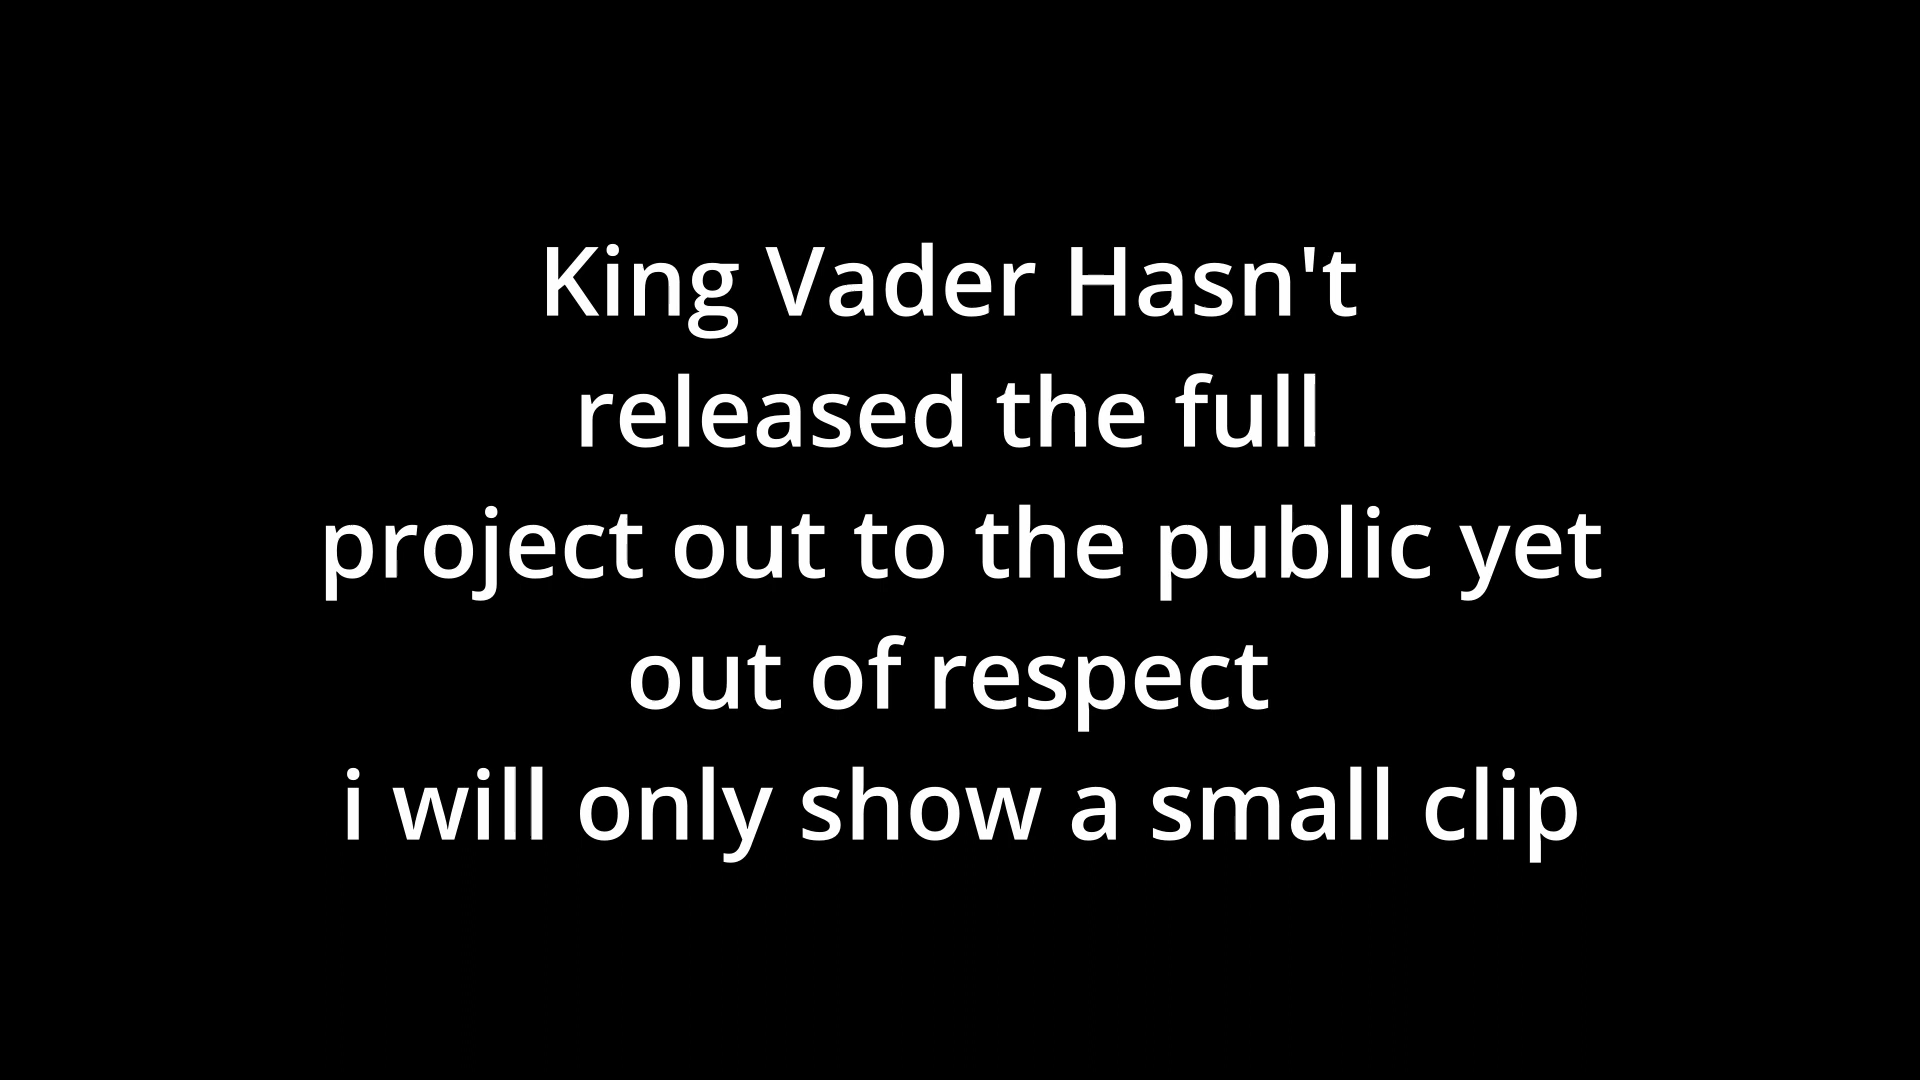 King Vader Hasn't
released the full
project out to the public yet
out of respect
i will only show a small clip